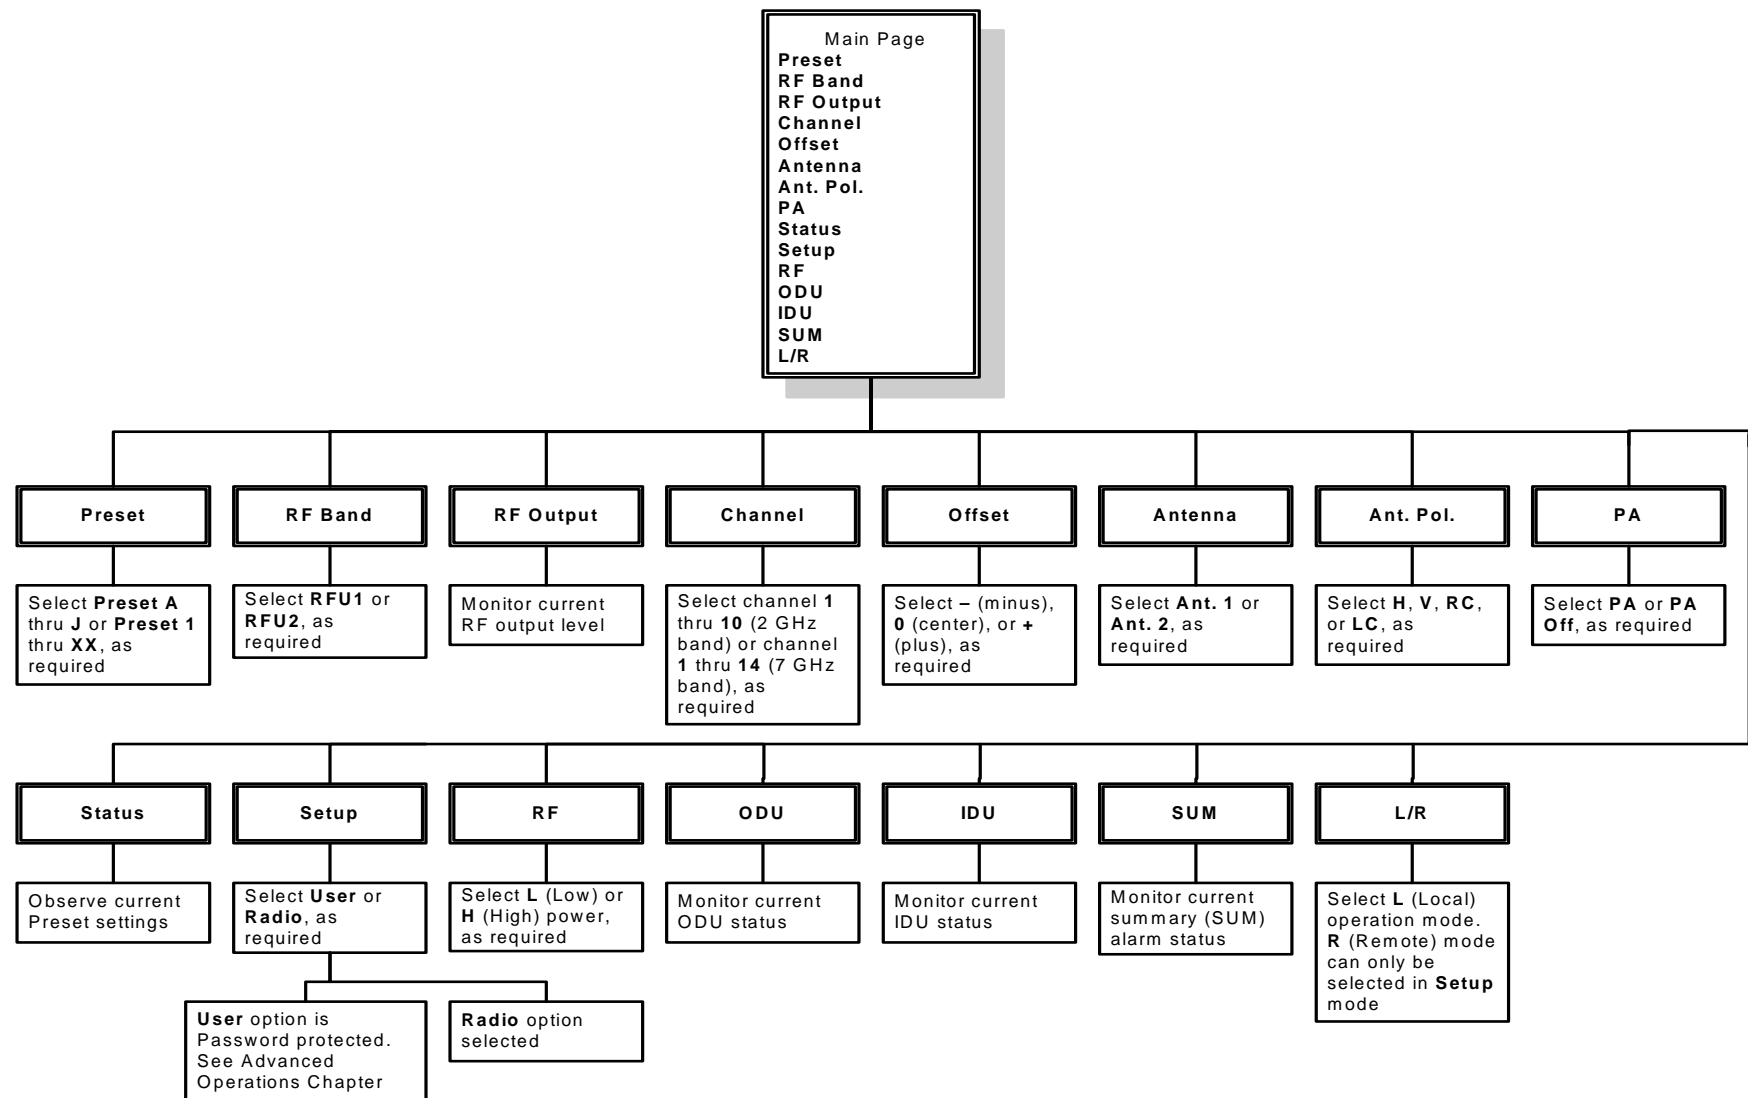 Main Page
Preset
RF Band
RF Output
Channel
Offset
Antenna
Ant. Pol.
PA
Status
Setup
RF
ODU
IDU
SUM
L/R
Preset
RF Band
RF Output
Channel
Offset
Antenna
Ant. Pol.
PA
Select Preset A
thru J or Preset 1
thru XX, as
required
Select RFU1 or
RFU2, as
required
Monitor current
RF output level
Select channel 1
thru 10 (2 GHz
band) or channel
1 thru 14 (7 GHz
band), as
required
Select – (minus),
0 (center), or +
(plus), as
required
Select Ant. 1 or
Ant. 2, as
required
Select H, V, RC,
or LC, as
required
Select PA or PA
Off, as required
Status
Setup
RF
ODU
IDU
SUM
L/R
Observe current
Preset settings
Select User or
Radio, as
required
Select L (Low) or
H (High) power,
as required
Monitor current
ODU status
Monitor current
IDU status
Monitor current
summary (SUM)
alarm status
Select L (Local)
operation mode.
R (Remote) mode
can only be
selected in Setup
mode
User option is
Password protected.
See Advanced
Operations Chapter
Radio option
selected